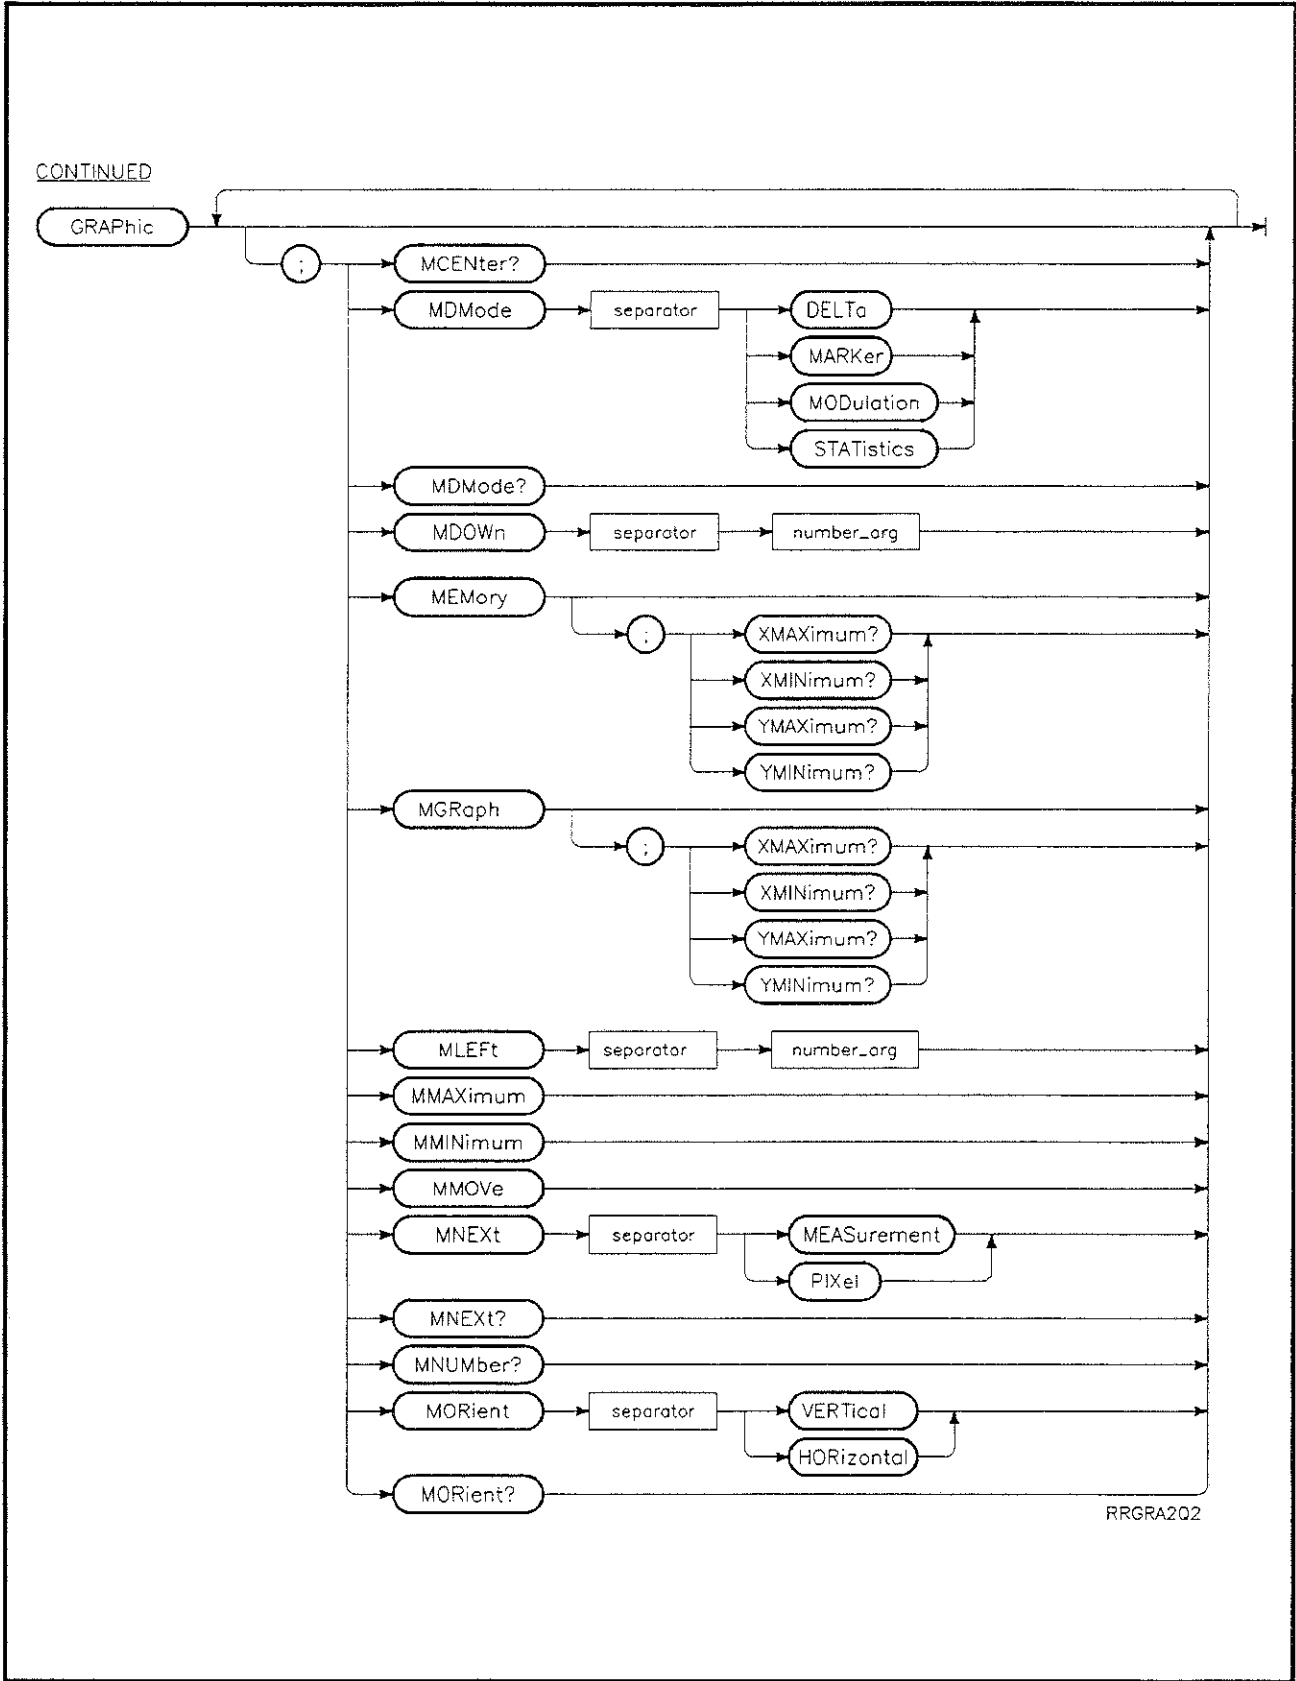 CONTINUED
GRAPhic
;
MCENter?
MDMode separator DELTa
MARKer
MODulation
STATistics
MDMode?
MDOWn separator number_arg
MEMory
; XMAXimum?
XMINimum?
YMAXimum?
YMINimum?
MGRaph
; XMAXimum?
XMINimum?
YMAXimum?
YMINimum?
MLEFt separator number_arg
MMAXimum
MMINimum
MMOVe
MNEXt separator MEASurement
PIXel
MNEXt?
MNUMber?
MORient separator VERTical
HORizontal
MORient?
RRGRA2Q2